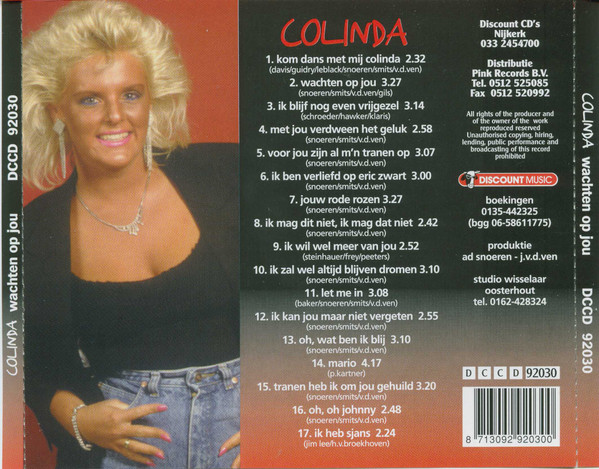 COLINDA wachten op jou DCCD 92030
COLINDA
1. kom dans met mij colinda 2.32
(davis/guidry/leblack/snoeren/smits/v.d.ven)
2. wachten op jou 3.27
(snoeren/smits/v.d.ven/gils)
3. ik blijf nog even vrijgezel 3.14
(schroeder/hawker/klaris)
4. met jou verdween het geluk 2.58
(snoeren/smits/v.d.ven)
5. voor jou zijn al m'n tranen op 3.07
(snoeren/smits/v.d.ven)
6. ik ben verliefd op eric zwart 3.00
(snoeren/smits/v.d.ven)
7. jouw rode rozen 3.27
(snoeren/smits/v.d.ven)
8. ik mag dit niet, ik mag dat niet 2.42
(snoeren/smits/v.d.ven)
9. ik wil wel meer van jou 2.52
(steinhauer/frey/peeters)
10. ik zal wel altijd blijven dromen 3.10
(snoeren/smits/v.d.ven)
11. let me in 3.08
(baker/snoeren/smits/v.d.ven)
12. ik kan jou maar niet vergeten 2.55
(snoeren/smits/v.d.ven)
13. oh, wat ben ik blij 3.10
(snoeren/smits/v.d.ven)
14. mario 4.17
(p.kartner)
15. tranen heb ik om jou gehuild 3.20
(snoeren/smits/v.d.ven)
16. oh, oh johnny 2.48
(snoeren/smits/v.d.ven)
17. ik heb sjans 2.24
(jim lee/h.v.broekhoven)
Discount CD's
Nijkerk
033 2454700
Distributie
Pink Records B.V.
Tel. 0512 525085
Fax 0512 520992
All rights of the producer and
of the owner of the work
reproduced reserved
Unauthorised copying, hiring,
lending, public performance and
broadcasting of this record
prohibited
DISCOUNT MUSIC
boekingen
0135-442325
(bgg 06-58611775)
produktie
ad snoeren - j.v.d.ven
studio wisselaar
oosterhout
tel. 0162-428324
D C C D 92030
8 713092 920300
COLINDA wachten op jou DCCD 92030